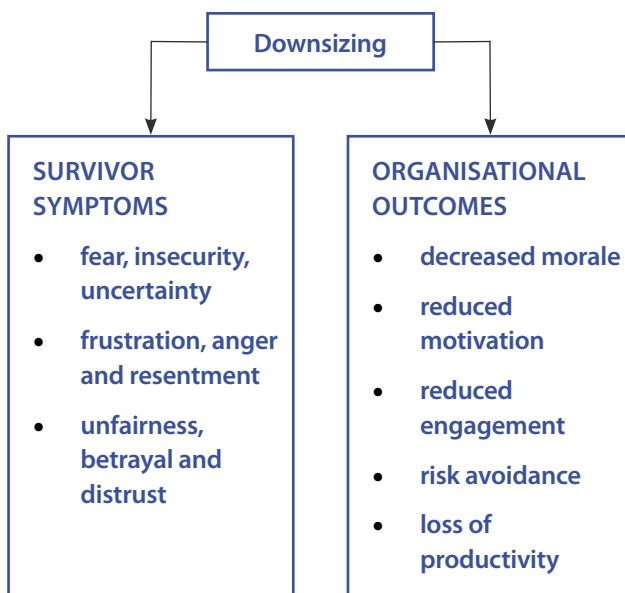 Downsizing
SURVIVOR
SYMPTOMS
• fear, insecurity,
uncertainty
• frustration, anger
and resentment
• unfairness,
betrayal and
distrust
ORGANISATIONAL
OUTCOMES
• decreased morale
• reduced
motivation
• reduced
engagement
• risk avoidance
• loss of
productivity